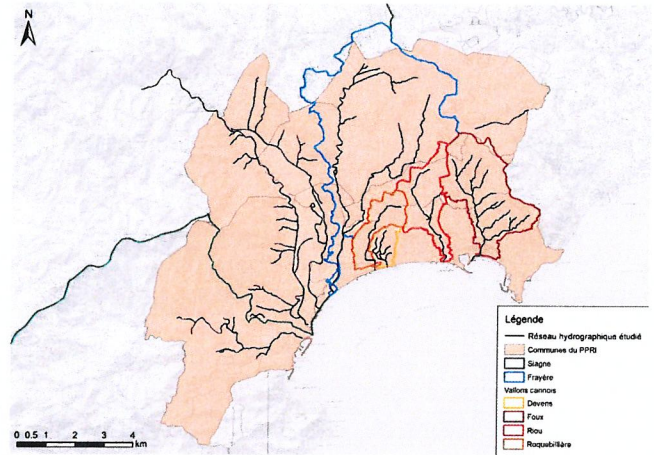 N
Légende
Réseau hydrographique étudié
Communes du PPRI
Siagne
Frayère
Vallons cannois
Devens
Foux
Riou
Roquebillière
0 0.5 1 2 3 4
km